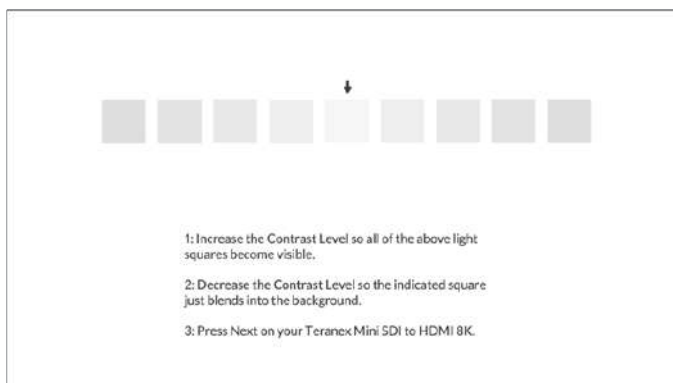 1: Increase the Contrast Level so all of the above light
squares become visible.
2: Decrease the Contrast Level so the indicated square
just blends into the background.
3: Press Next on your Teranex Mini SDI to HDMI 8K.